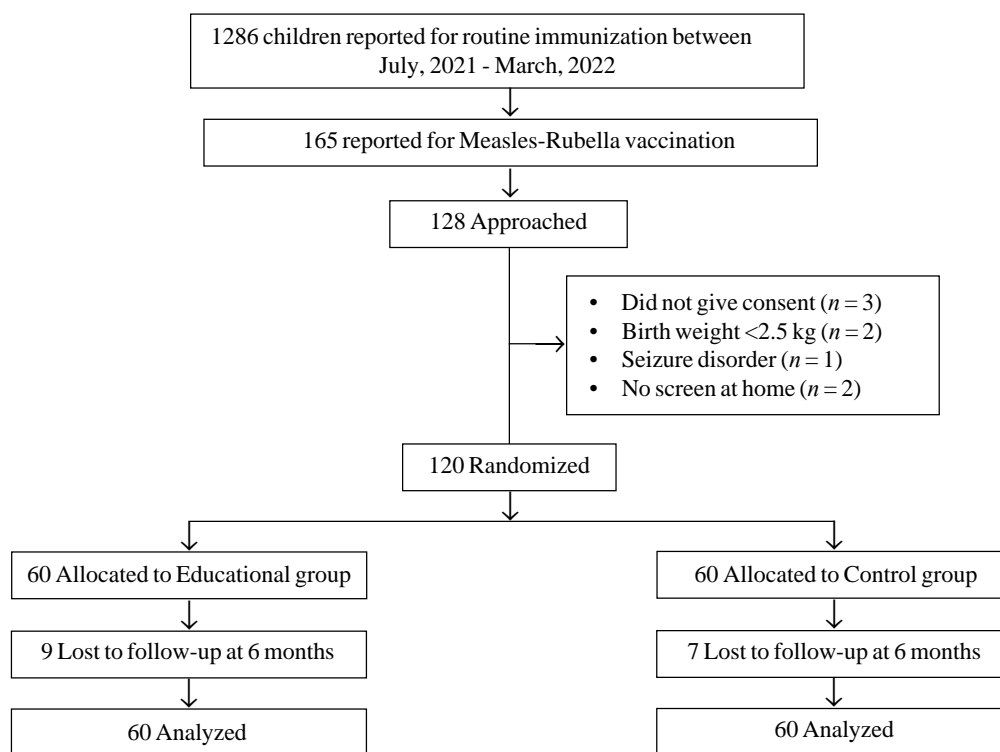 1286 children reported for routine immunization between
July, 2021 - March, 2022
165 reported for Measles-Rubella vaccination
128 Approached
• Did not give consent (n = 3)
• Birth weight <2.5 kg (n = 2)
• Seizure disorder (n = 1)
• No screen at home (n = 2)
120 Randomized
60 Allocated to Educational group
60 Allocated to Control group
9 Lost to follow-up at 6 months
7 Lost to follow-up at 6 months
60 Analyzed
60 Analyzed